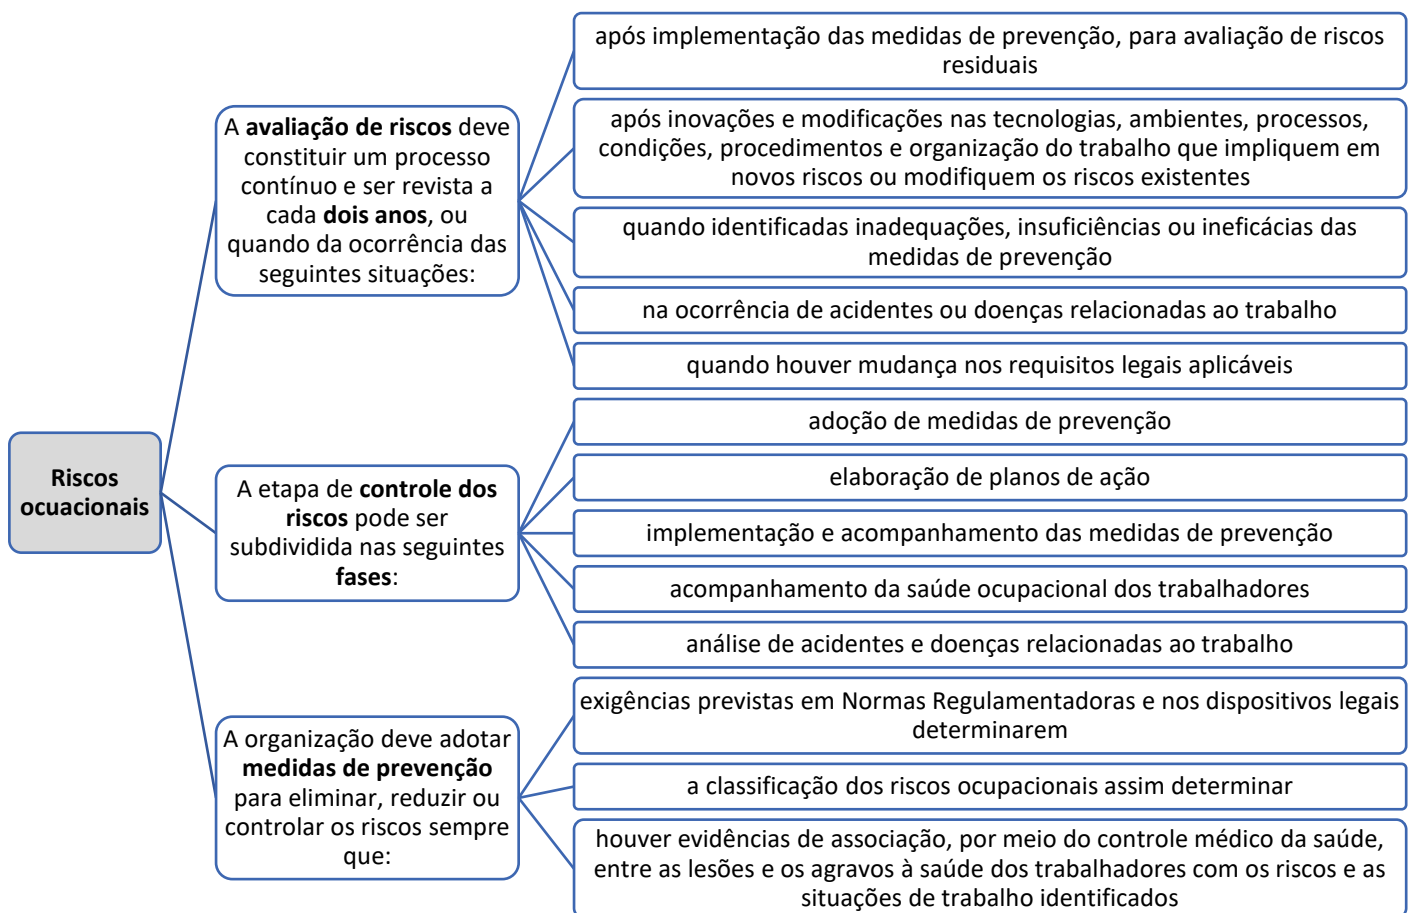 Riscos
ocuacionais
A avaliação de riscos deve
constituir um processo
contínuo e ser revista a
cada dois anos, ou
quando da ocorrência das
seguintes situações:
após implementação das medidas de prevenção, para avaliação de riscos
residuais
após inovações e modificações nas tecnologias, ambientes, processos,
condições, procedimentos e organização do trabalho que impliquem em
novos riscos ou modifiquem os riscos existentes
quando identificadas inadequações, insuficiências ou ineficácias das
medidas de prevenção
na ocorrência de acidentes ou doenças relacionadas ao trabalho
quando houver mudança nos requisitos legais aplicáveis
A etapa de controle dos
riscos pode ser
subdividida nas seguintes
fases:
adoção de medidas de prevenção
elaboração de planos de ação
implementação e acompanhamento das medidas de prevenção
acompanhamento da saúde ocupacional dos trabalhadores
análise de acidentes e doenças relacionadas ao trabalho
A organização deve adotar
medidas de prevenção
para eliminar, reduzir ou
controlar os riscos sempre
que:
exigências previstas em Normas Regulamentadoras e nos dispositivos legais
determinarem
a classificação dos riscos ocupacionais assim determinar
houver evidências de associação, por meio do controle médico da saúde,
entre as lesões e os agravos à saúde dos trabalhadores com os riscos e as
situações de trabalho identificados